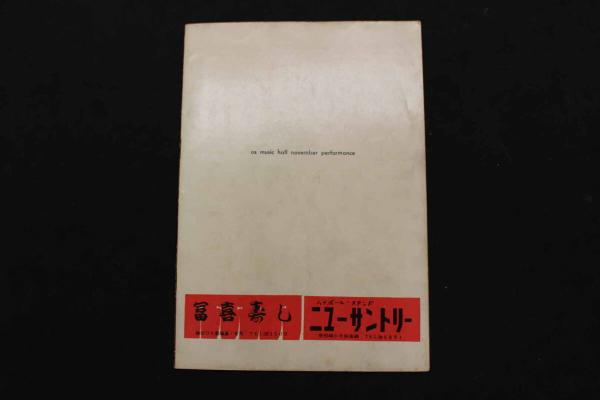 os music hall november performance
冨喜寿し
ハイボール・スタンド
ニューサントリー